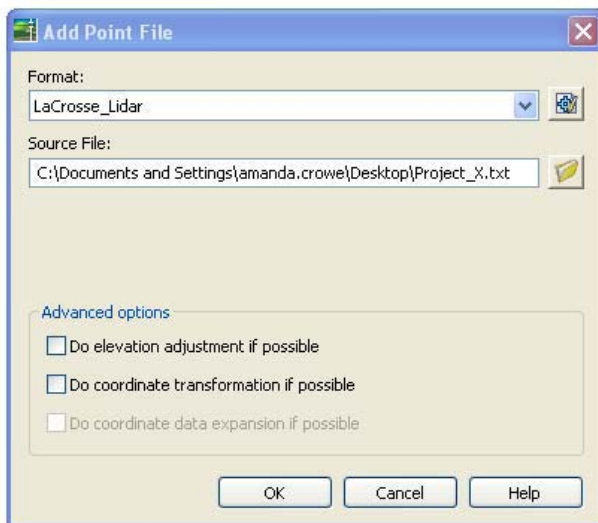 Add Point File
Format:
LaCrosse_Lidar
Source File:
C:\Documents and Settings\amanda.crowe\Desktop\Project_X.txt
Advanced options
Do elevation adjustment if possible
Do coordinate transformation if possible
Do coordinate data expansion if possible
OK Cancel Help